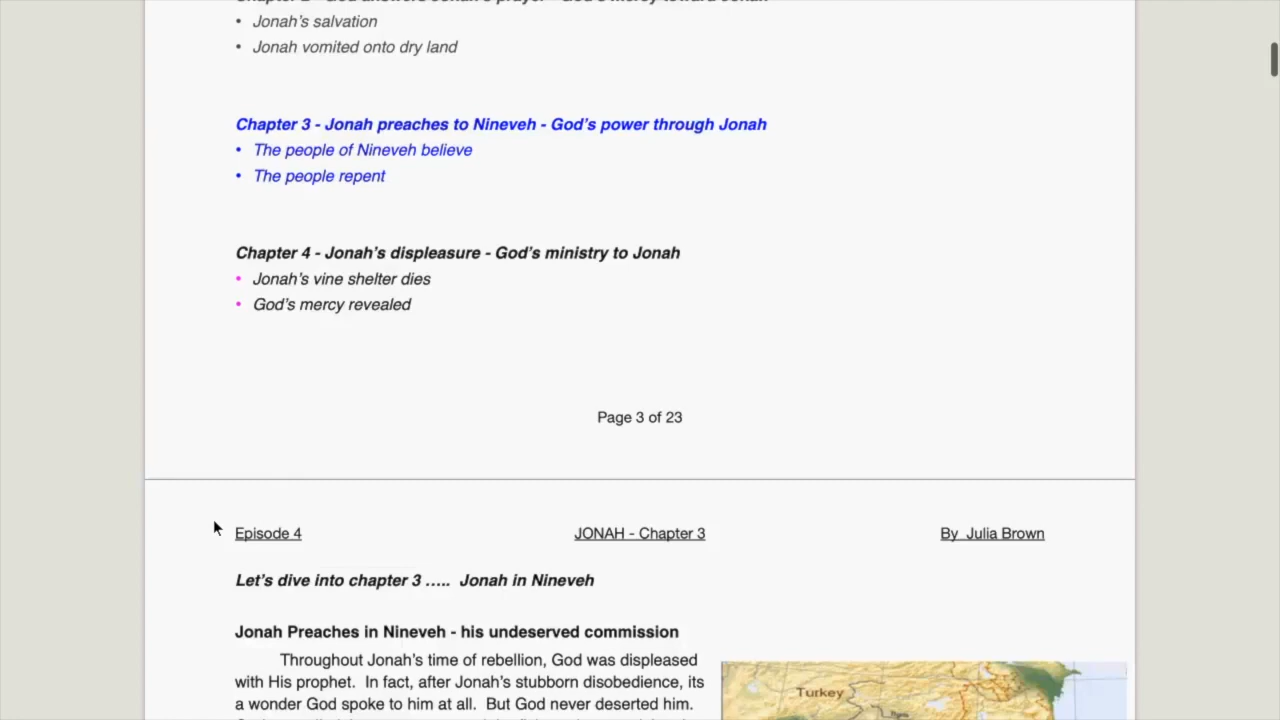 • Jonah's salvation
• Jonah vomited onto dry land
Chapter 3 - Jonah preaches to Nineveh - God's power through Jonah
• The people of Nineveh believe
• The people repent
Chapter 4 - Jonah's displeasure - God's ministry to Jonah
• Jonah's vine shelter dies
• God's mercy revealed
Page 3 of 23
Episode 4 JONAH - Chapter 3 By Julia Brown
Let's dive into chapter 3 ..... Jonah in Nineveh
Jonah Preaches in Nineveh - his undeserved commission
Throughout Jonah's time of rebellion, God was displeased
with His prophet. In fact, after Jonah's stubborn disobedience, its
a wonder God spoke to him at all. But God never deserted him.
Turkey